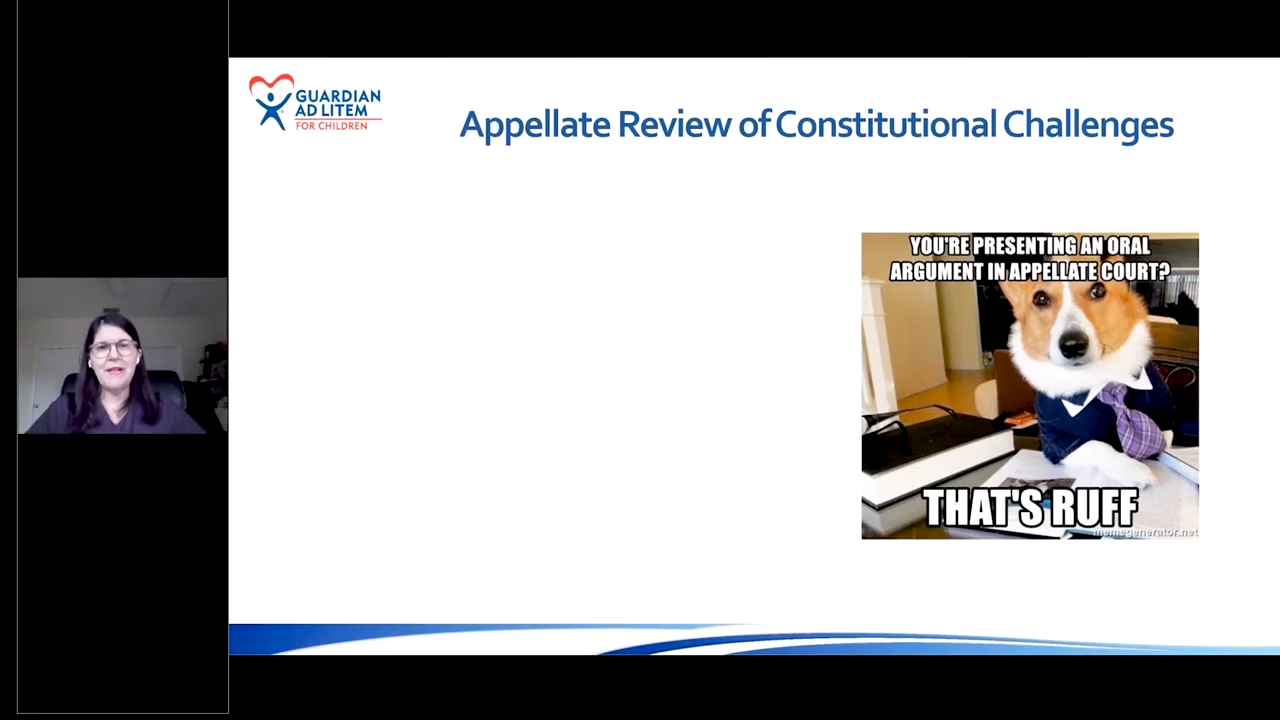 GUARDIAN
AD LITEM
FOR CHILDREN
Appellate Review of Constitutional Challenges
YOU'RE PRESENTING AN ORAL
ARGUMENT IN APPELLATE COURT?
THAT'S RUFF
memegenerator.net